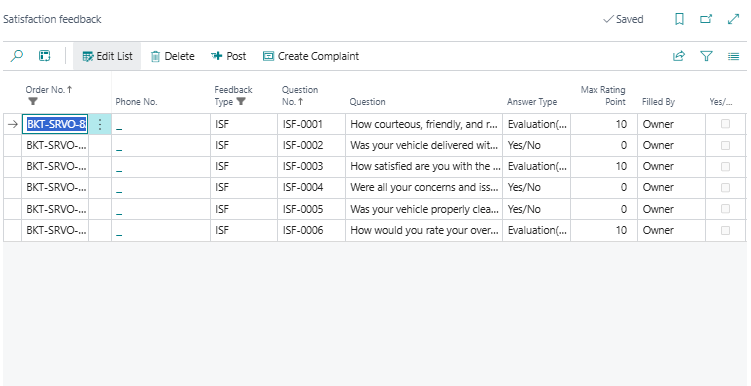 Satisfaction feedback
Saved
Edit List Delete Post Create Complaint
Order No. ↑ Phone No. Feedback Type Question No. ↑ Question Answer Type Max Rating Point Filled By Yes/...
BKT-SRVO-8 _ ISF ISF-0001 How courteous, friendly, and r... Evaluation(... 10 Owner
BKT-SRVO-... _ ISF ISF-0002 Was your vehicle delivered wit... Yes/No 0 Owner
BKT-SRVO-... _ ISF ISF-0003 How satisfied are you with the ... Evaluation(... 10 Owner
BKT-SRVO-... _ ISF ISF-0004 Were all your concerns and iss... Yes/No 0 Owner
BKT-SRVO-... _ ISF ISF-0005 Was your vehicle properly clea... Yes/No 0 Owner
BKT-SRVO-... _ ISF ISF-0006 How would you rate your over... Evaluation(... 10 Owner